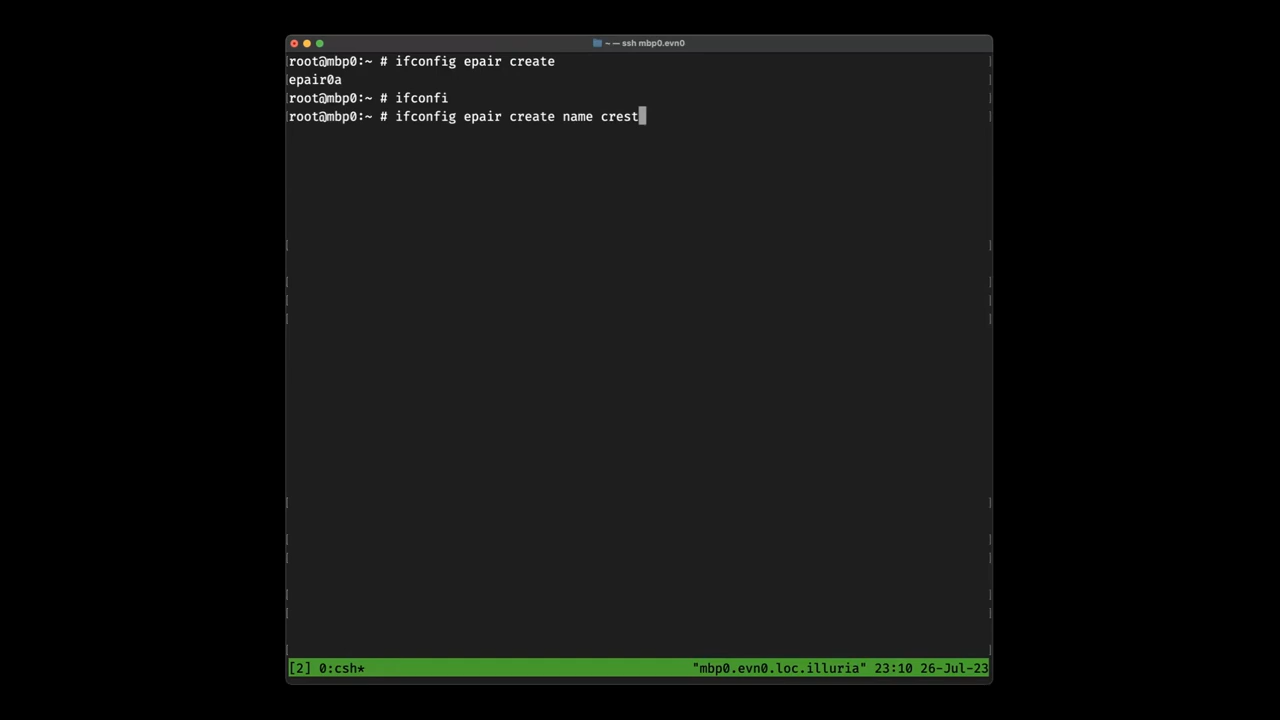 ~ — ssh mbp0.evn0
root@mbp0:~ # ifconfig epair create
epair0a
root@mbp0:~ # ifconfi
root@mbp0:~ # ifconfig epair create name crest
[2] 0:csh* "mbp0.evn0.loc.illuria" 23:10 26-Jul-23